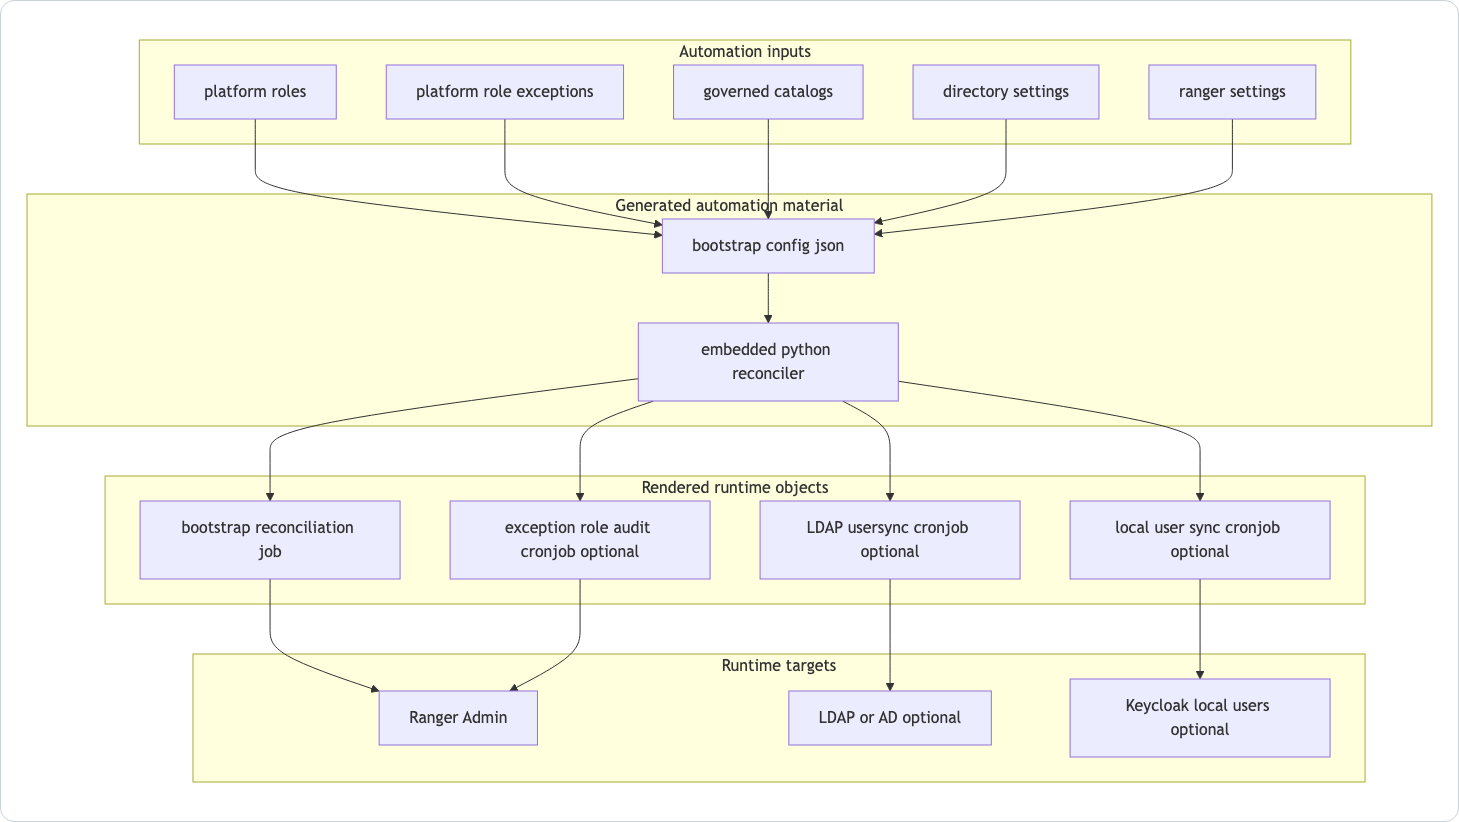 Automation inputs
platform roles
platform role exceptions
governed catalogs
directory settings
ranger settings
Generated automation material
bootstrap config json
embedded python
reconciler
Rendered runtime objects
bootstrap reconciliation
job
exception role audit
cronjob optional
LDAP usersync cronjob
optional
local user sync cronjob
optional
Runtime targets
Ranger Admin
LDAP or AD optional
Keycloak local users
optional